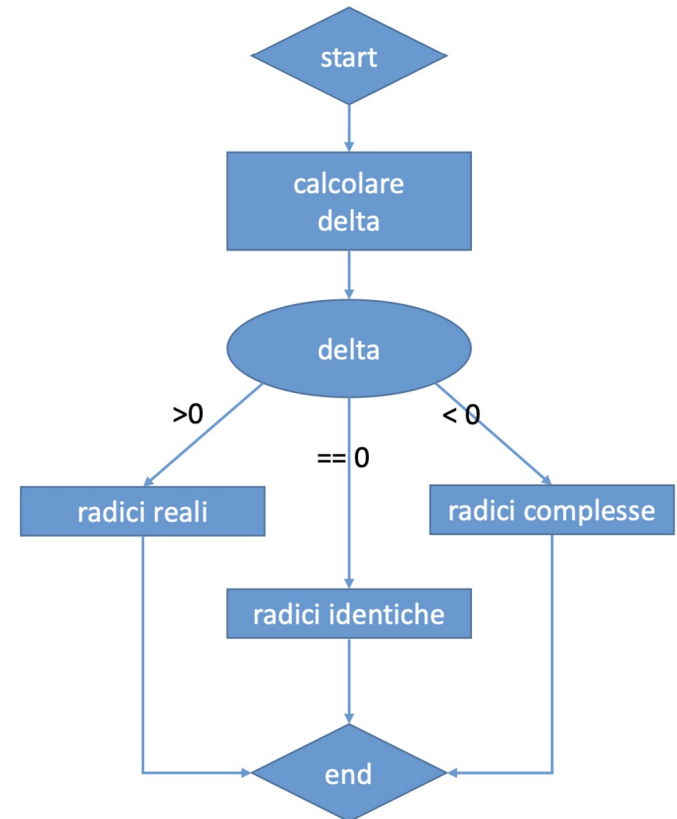 start
calcolare
delta
delta
>0
< 0
== 0
radici reali
radici complesse
radici identiche
end